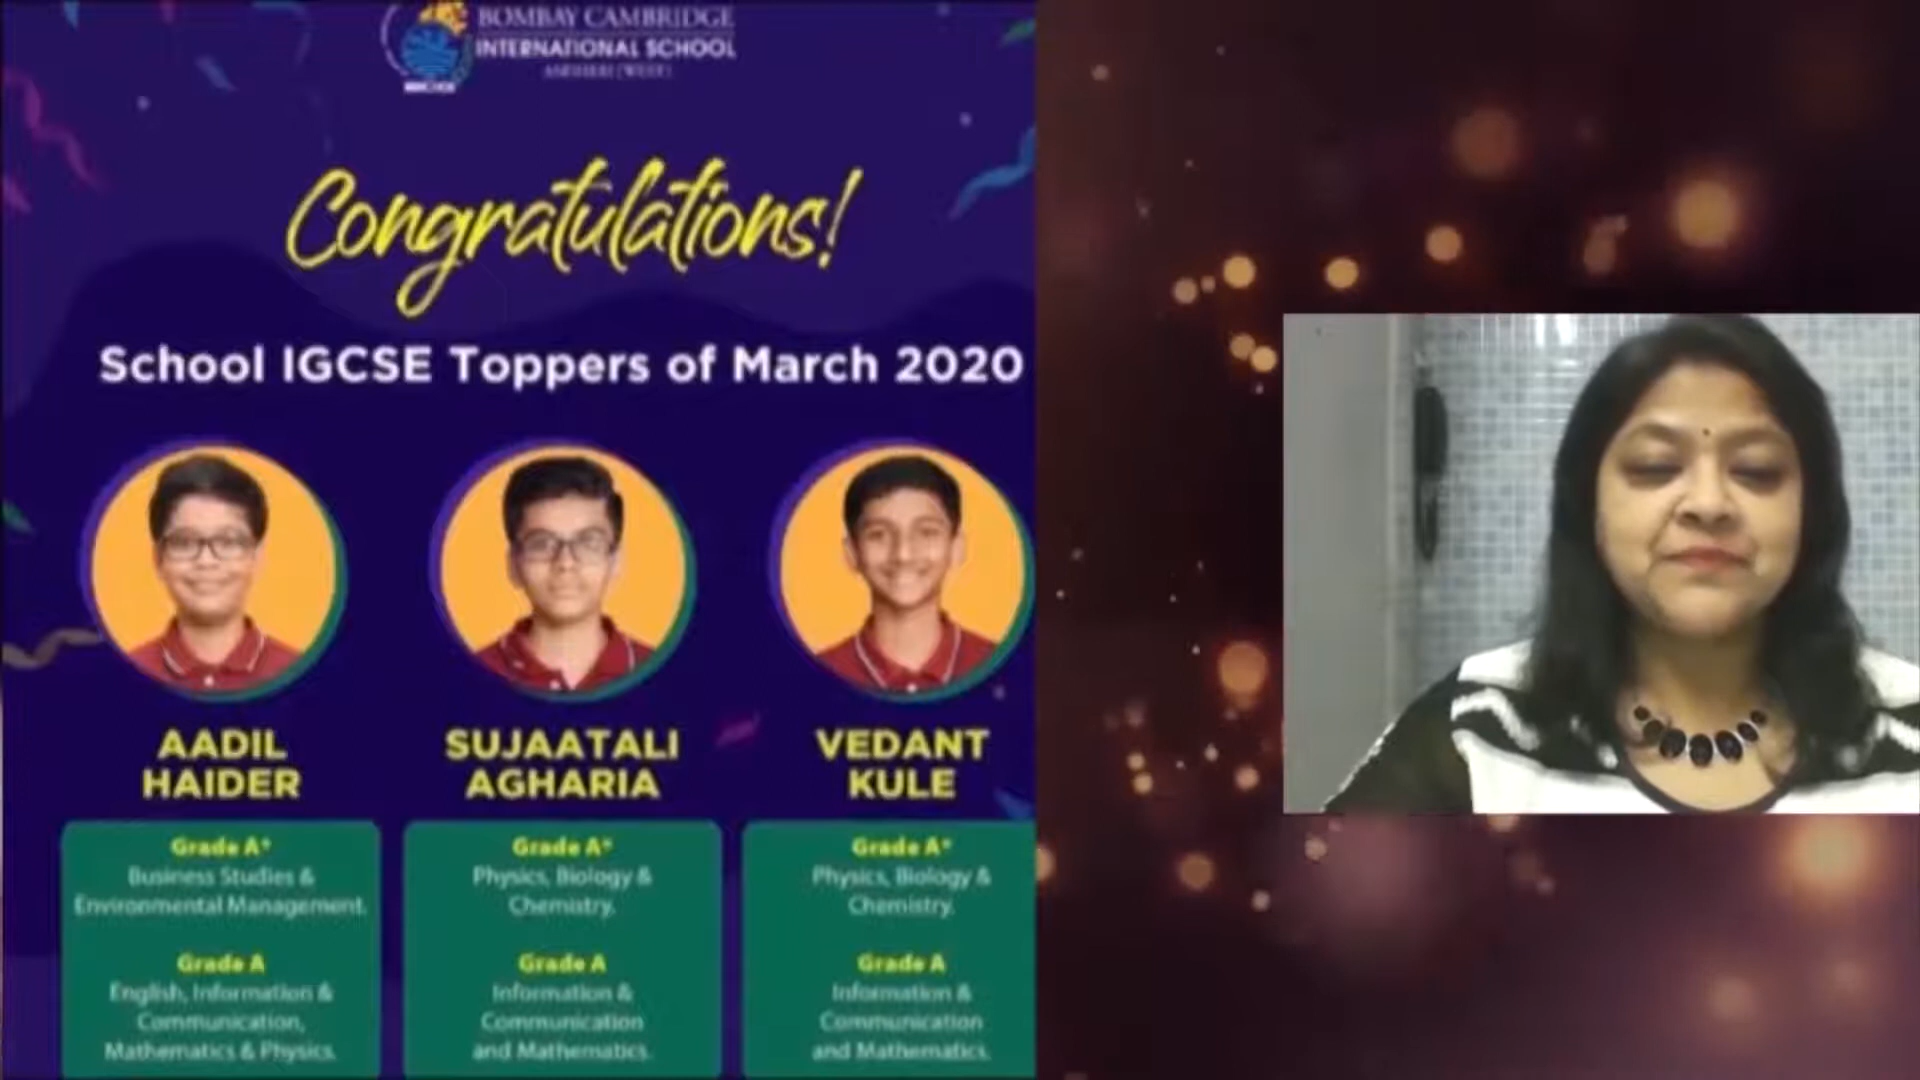 BOMBAY CAMBRIDGE
INTERNATIONAL SCHOOL
ANDHERI (WEST)
Congratulations!
School IGCSE Toppers of March 2020
AADIL
HAIDER
Grade A*
Business Studies &
Environmental Management.
Grade A
English, Information &
Communication,
Mathematics & Physics.
SUJAATALI
AGHARIA
Grade A*
Physics, Biology &
Chemistry.
Grade A
Information &
Communication
and Mathematics.
VEDANT
KULE
Grade A*
Physics, Biology &
Chemistry.
Grade A
Information &
Communication
and Mathematics.